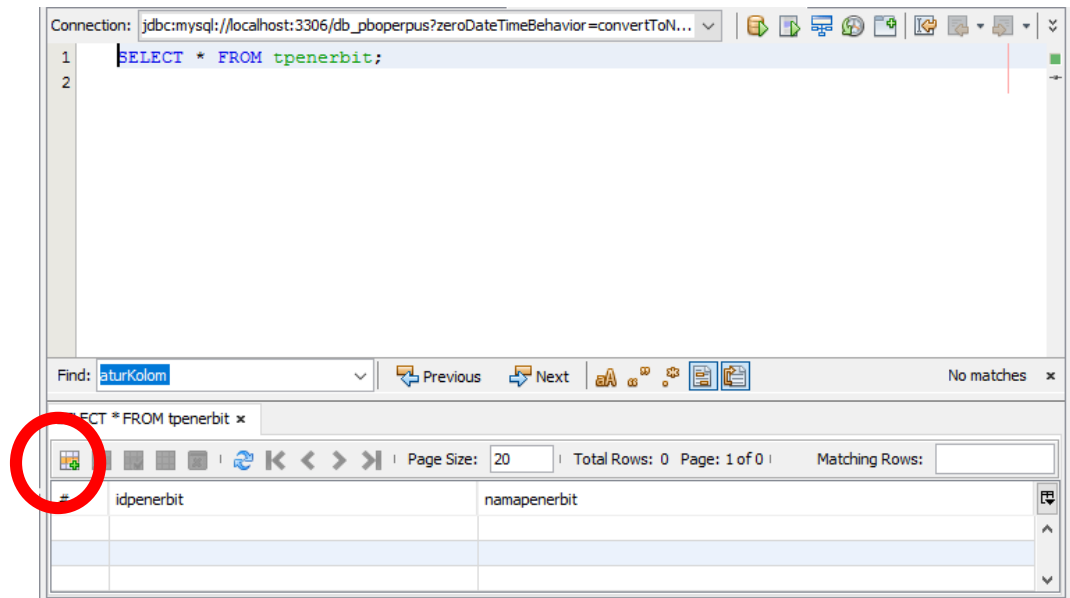 Connection: jdbc:mysql://localhost:3306/db_pboperpus?zeroDateTimeBehavior=convertToN...
1 SELECT * FROM tpenerbit;
2
Find: aturKolom Previous Next No matches
* FROM tpenerbit
Page Size: 20 Total Rows: 0 Page: 1 of 0 Matching Rows:
# idpenerbit namapenerbit